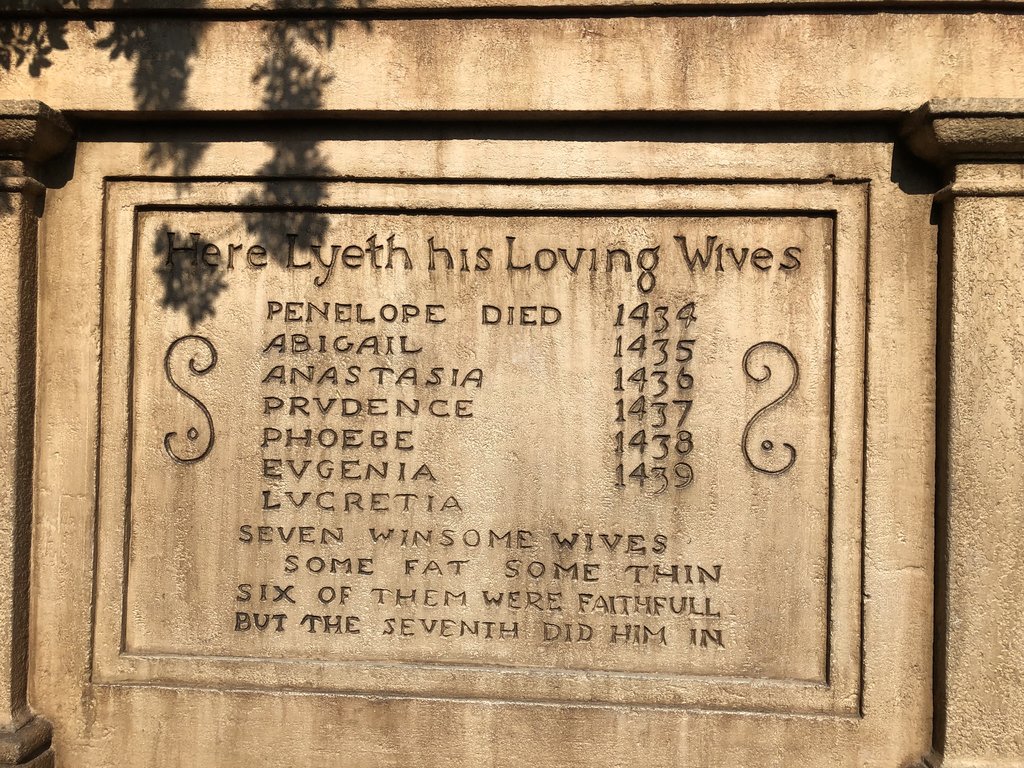 Here Lyeth his Loving Wives
PENELOPE DIED 1434
ABIGAIL 1435
ANASTASIA 1436
PRVDENCE 1437
PHOEBE 1438
EVGENIA 1439
LVCRETIA
SEVEN WINSOME WIVES
SOME FAT SOME THIN
SIX OF THEM WERE FAITHFULL
BUT THE SEVENTH DID HIM IN